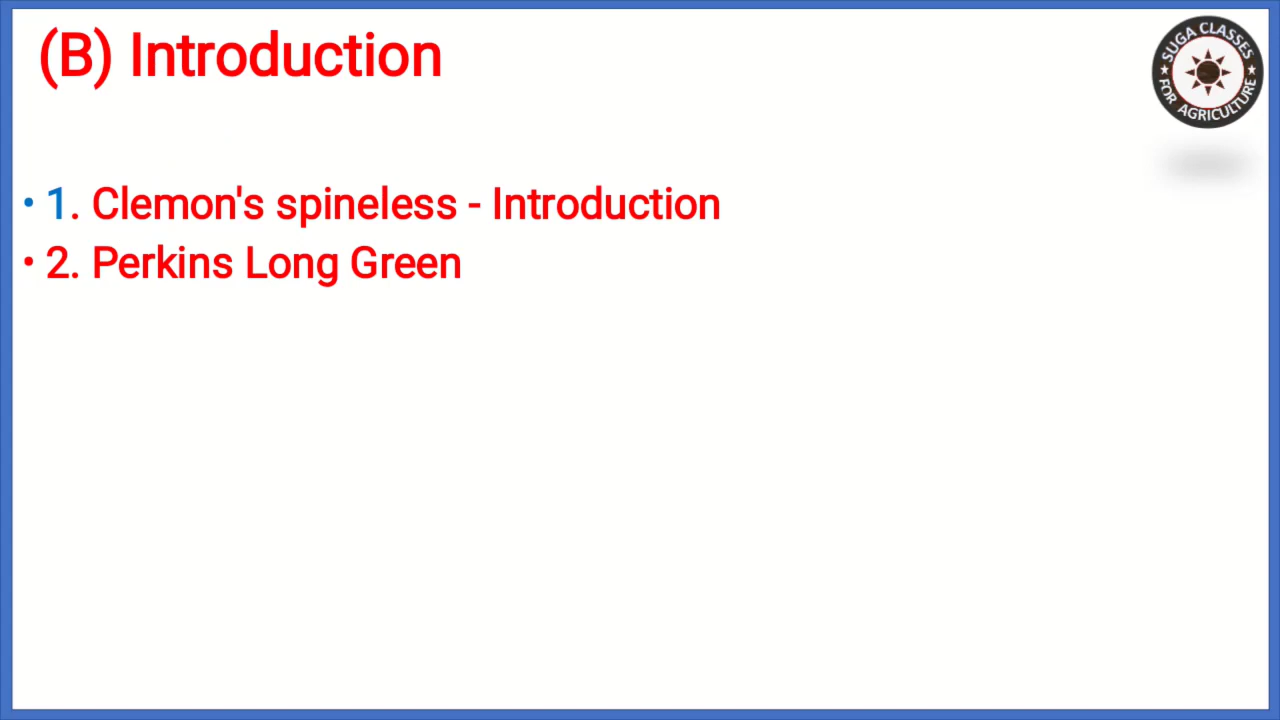 (B) Introduction
SUGA CLASSES
FOR AGRICULTURE
• 1. Clemon's spineless - Introduction
• 2. Perkins Long Green